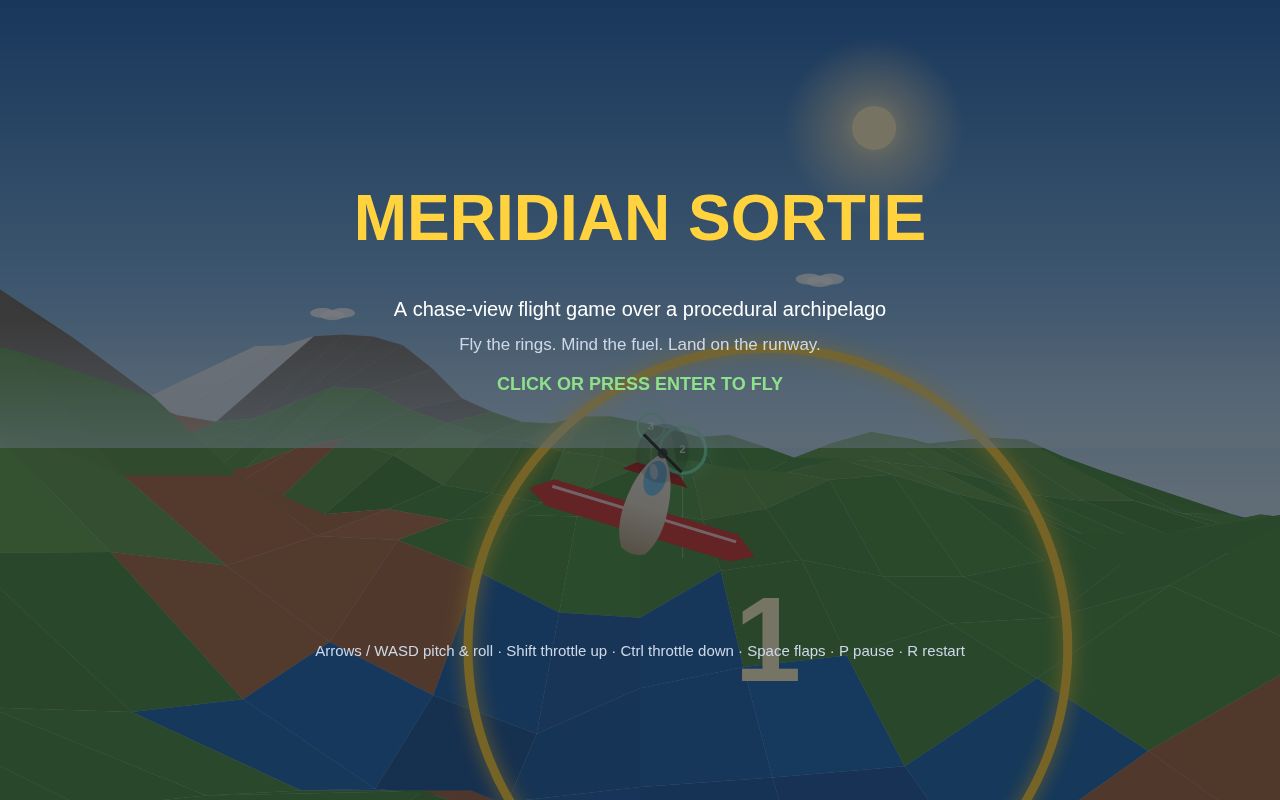 MERIDIAN SORTIE
A chase-view flight game over a procedural archipelago
Fly the rings. Mind the fuel. Land on the runway.
CLICK OR PRESS ENTER TO FLY
3
2
1
Arrows / WASD pitch & roll · Shift throttle up · Ctrl throttle down · Space flaps · P pause · R restart